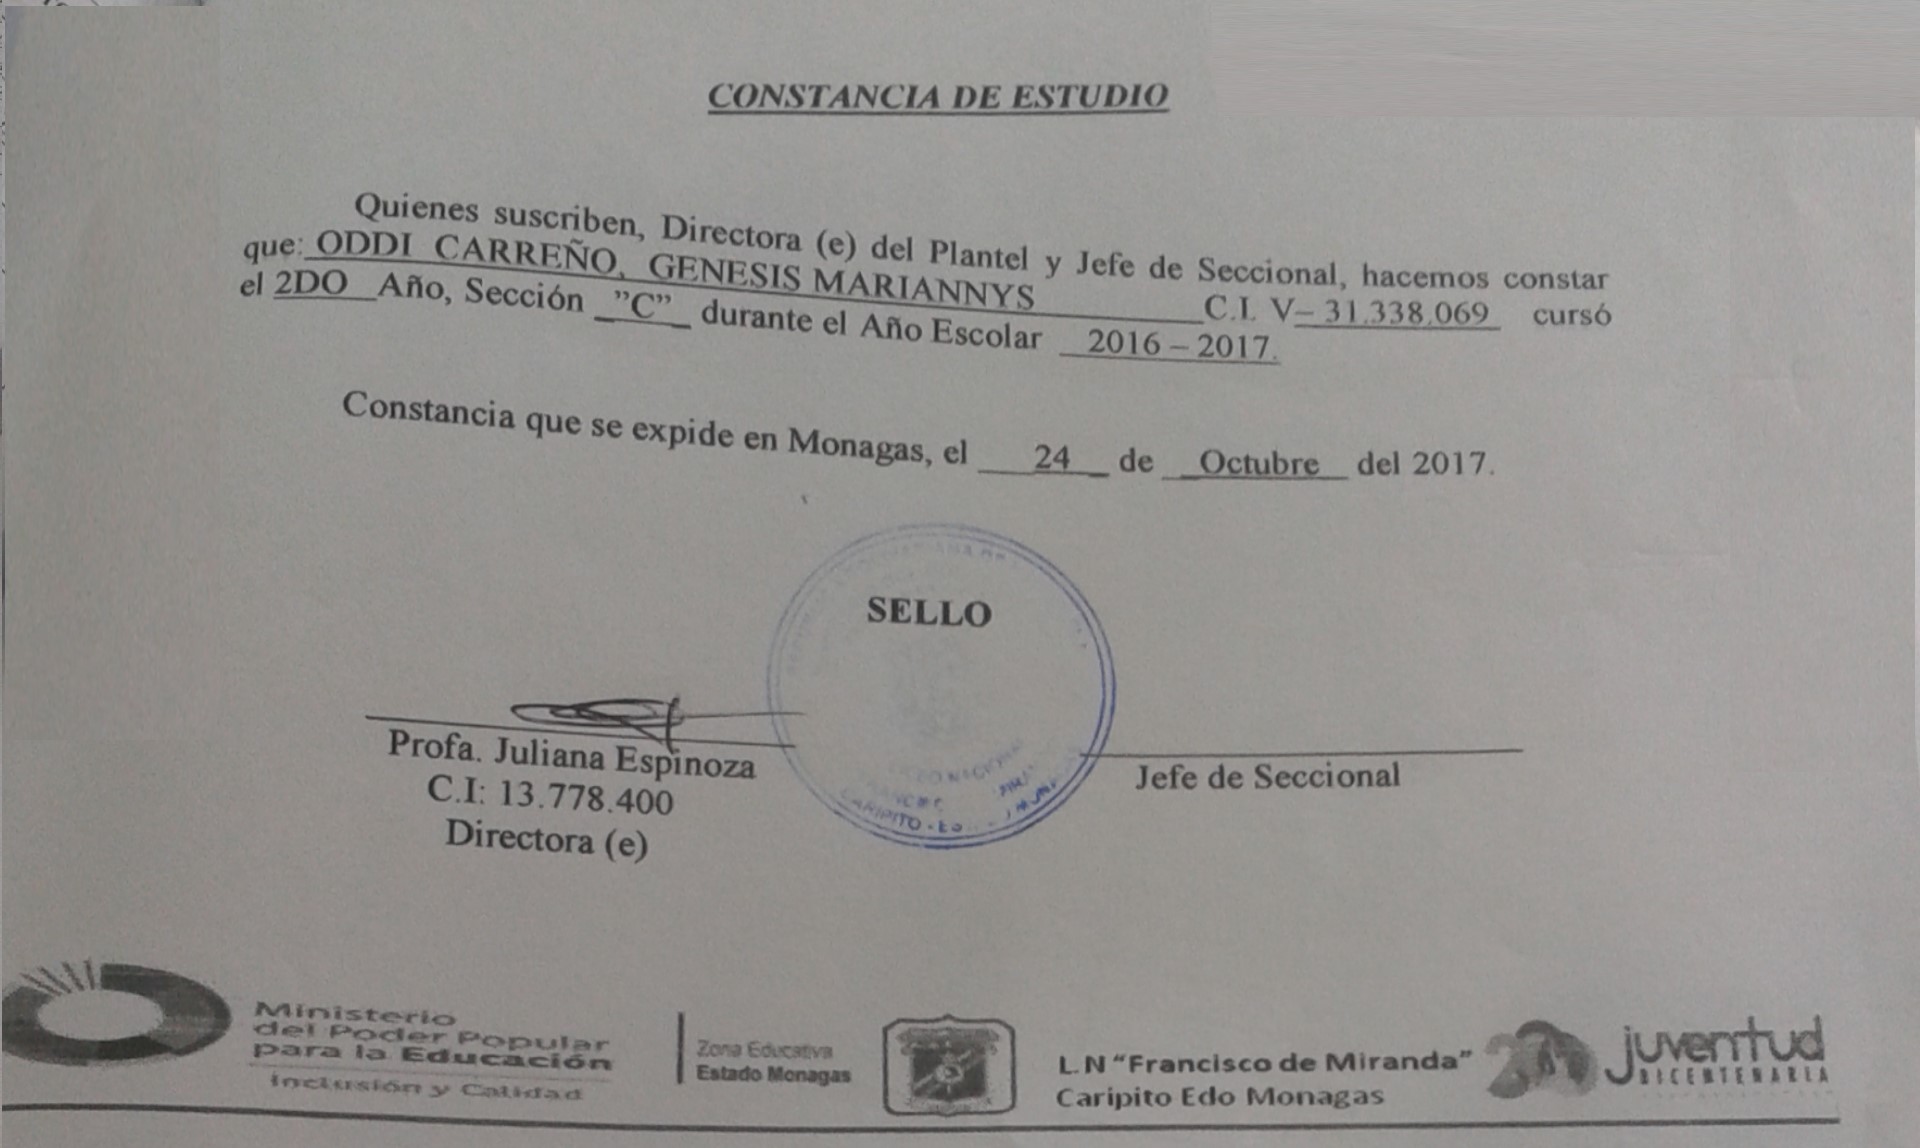 CONSTANCIA DE ESTUDIO
Quienes suscriben, Directora (e) del Plantel y Jefe de Seccional, hacemos constar
que: ODDI CARREÑO, GENESIS MARIANNYS C.I. V– 31.338.069 cursó
el 2DO Año, Sección ”C” durante el Año Escolar 2016 – 2017.
Constancia que se expide en Monagas, el 24 de Octubre del 2017.
SELLO
Profa. Juliana Espinoza
C.I: 13.778.400
Directora (e)
Jefe de Seccional
CARIPITO
Ministerio
del Poder Popular
para la Educación
Inclusión y Calidad
Zona Educativa
Estado Monagas
L.N “Francisco de Miranda”
Caripito Edo Monagas
juventud
BICENTENARIA